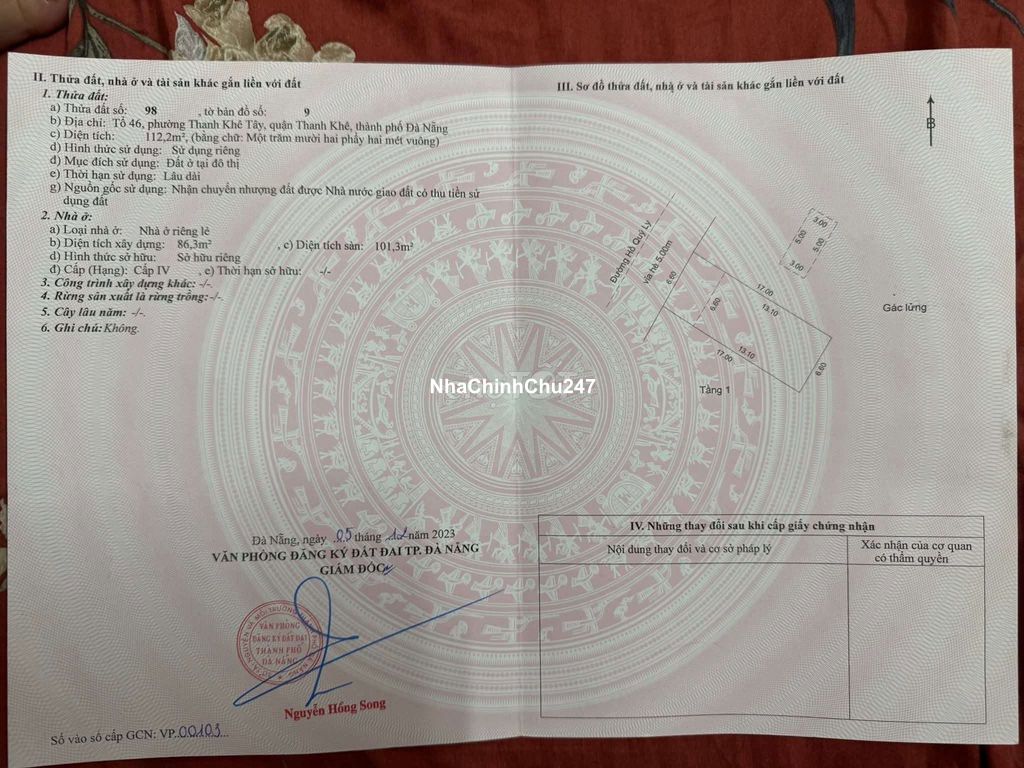 II. Thửa đất, nhà ở và tài sản khác gắn liền với đất
1. Thửa đất:
a) Thửa đất số: 98 , tờ bản đồ số: 9
b) Địa chỉ: Tổ 46, phường Thanh Khê Tây, quận Thanh Khê, thành phố Đà Nẵng
c) Diện tích: 112,2m², (bằng chữ: Một trăm mười hai phẩy hai mét vuông)
d) Hình thức sử dụng: Sử dụng riêng
đ) Mục đích sử dụng: Đất ở tại đô thị
e) Thời hạn sử dụng: Lâu dài
g) Nguồn gốc sử dụng: Nhận chuyển nhượng đất được Nhà nước giao đất có thu tiền sử
dụng đất
2. Nhà ở:
a) Loại nhà ở: Nhà ở riêng lẻ
b) Diện tích xây dựng: 86,3m² , c) Diện tích sàn: 101,3m²
d) Hình thức sở hữu: Sở hữu riêng
đ) Cấp (Hạng): Cấp IV , e) Thời hạn sở hữu: -/-
3. Công trình xây dựng khác: -/-.
4. Rừng sản xuất là rừng trồng: -/-.
5. Cây lâu năm: -/-.
6. Ghi chú: Không.
Đà Nẵng, ngày 05 tháng 12 năm 2023
VĂN PHÒNG ĐĂNG KÝ ĐẤT ĐAI TP. ĐÀ NẴNG
GIÁM ĐỐC
VĂN PHÒNG
ĐĂNG KÝ ĐẤT ĐAI
THÀNH PHỐ
ĐÀ NẴNG
Nguyễn Hồng Song
Số vào sổ cấp GCN: VP.00103
NhaChinhChu247
III. Sơ đồ thửa đất, nhà ở và tài sản khác gắn liền với đất
B
Đường Hồ Quý Ly
vỉa hè 5.00m
6.60
6.60
17.00
13.10
13.10
17.00
6.60
Tầng 1
3.00
5.00
5.00
3.00
Gác lửng
IV. Những thay đổi sau khi cấp giấy chứng nhận
Nội dung thay đổi và cơ sở pháp lý
Xác nhận của cơ quan
có thẩm quyền